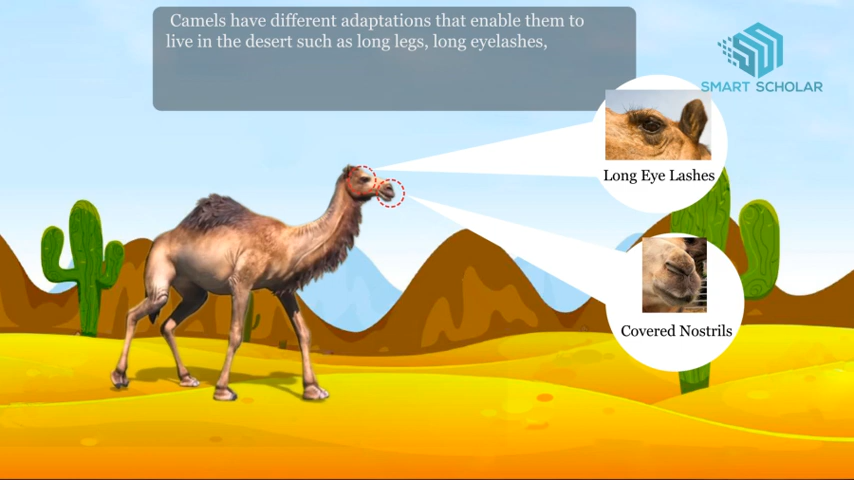 Camels have different adaptations that enable them to
live in the desert such as long legs, long eyelashes,
SMART SCHOLAR
Long Eye Lashes
Covered Nostrils